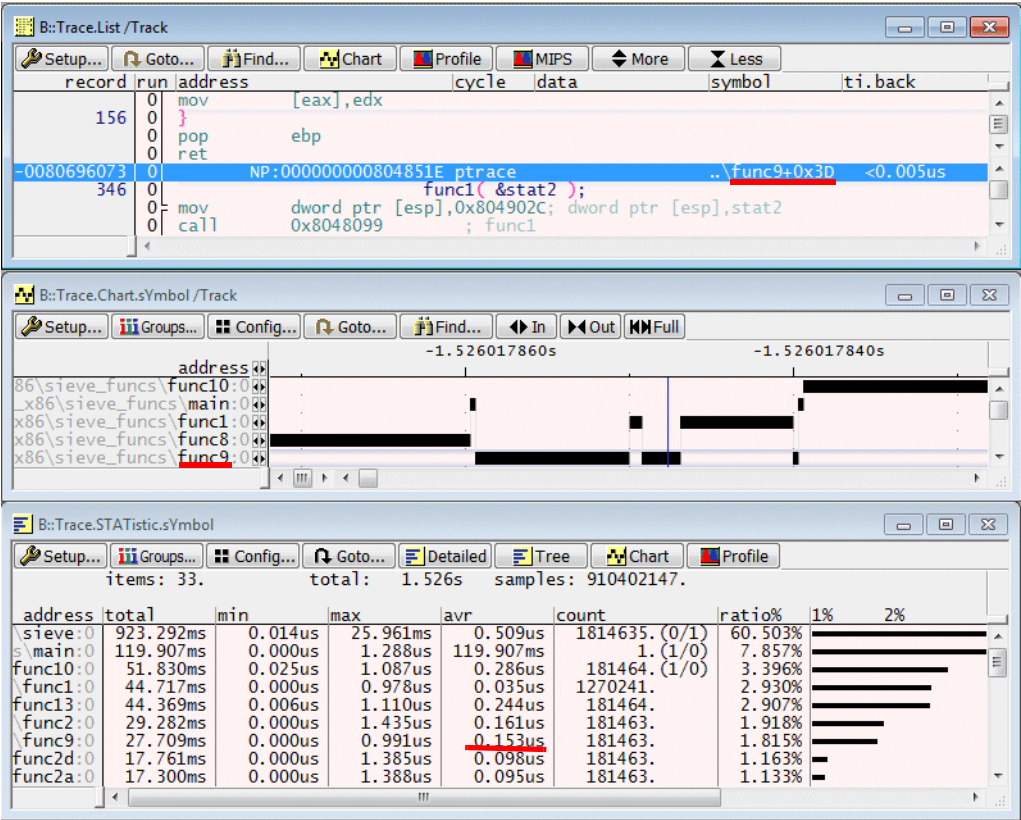 B::Trace.List /Track
Setup... Goto... Find... Chart Profile MIPS More Less
record run address cycle data symbol ti.back
0 mov [eax],edx
156 0 }
0 pop ebp
0 ret
-0080696073 0 NP:000000000804851E ptrace ..\func9+0x3D <0.005us
346 0 func1( &stat2 );
0 mov dword ptr [esp],0x804902C; dword ptr [esp],stat2
0 call 0x8048099 ; func1
B::Trace.Chart.sYmbol /Track
Setup... Groups... Config... Goto... Find... In Out Full
-1.526017860s -1.526017840s
address
86\sieve_funcs\func10:0
_x86\sieve_funcs\main:0
x86\sieve_funcs\func1:0
x86\sieve_funcs\func8:0
x86\sieve_funcs\func9:0
B::Trace.STATistic.sYmbol
Setup... Groups... Config... Goto... Detailed Tree Chart Profile
items: 33. total: 1.526s samples: 910402147.
address total min max avr count ratio% 1% 2%
\sieve:0 923.292ms 0.014us 25.961ms 0.509us 1814635.(0/1) 60.503%
s\main:0 119.907ms 0.000us 1.288us 119.907ms 1.(1/0) 7.857%
func10:0 51.830ms 0.025us 1.087us 0.286us 181464.(1/0) 3.396%
\func1:0 44.717ms 0.000us 0.978us 0.035us 1270241. 2.930%
func13:0 44.369ms 0.006us 1.110us 0.244us 181464. 2.907%
\func2:0 29.282ms 0.000us 1.435us 0.161us 181463. 1.918%
\func9:0 27.709ms 0.000us 0.991us 0.153us 181463. 1.815%
func2d:0 17.761ms 0.000us 1.385us 0.098us 181463. 1.163%
func2a:0 17.300ms 0.000us 1.388us 0.095us 181463. 1.133%